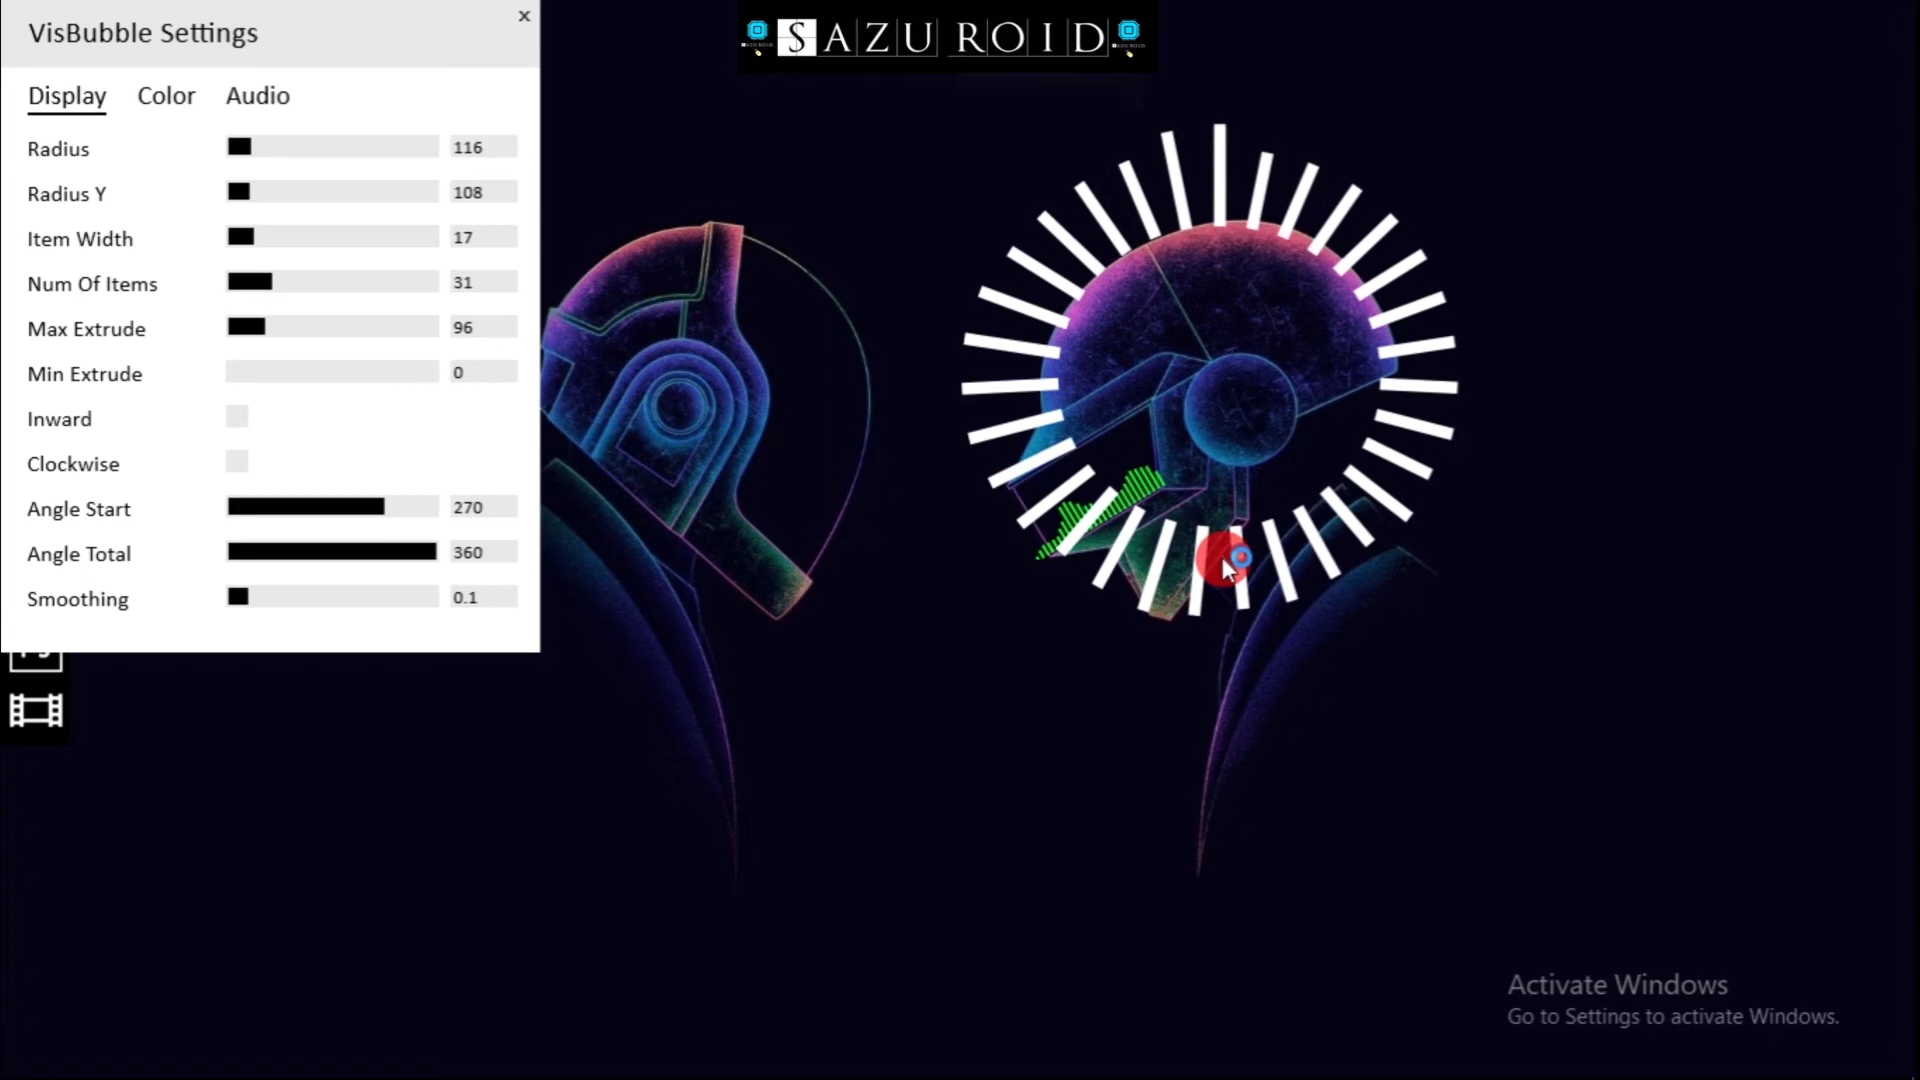 VisBubble Settings
x
SAZU ROID
Display Color Audio
Radius 116
Radius Y 108
Item Width 17
Num Of Items 31
Max Extrude 96
Min Extrude 0
Inward
Clockwise
Angle Start 270
Angle Total 360
Smoothing 0.1
Activate Windows
Go to Settings to activate Windows.